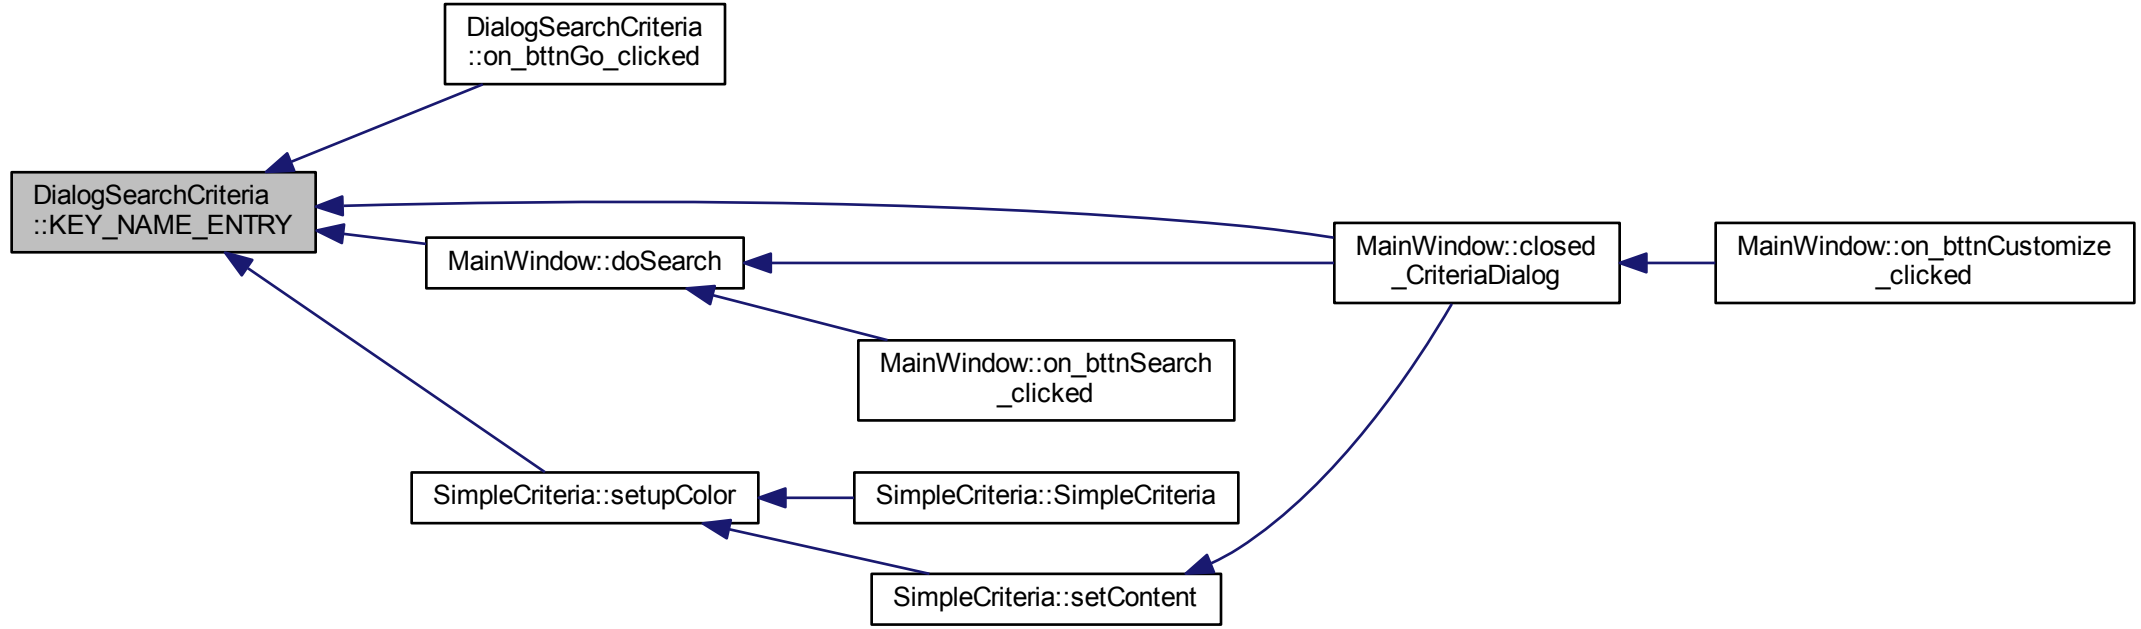 DialogSearchCriteria
::on_bttnGo_clicked
DialogSearchCriteria
::KEY_NAME_ENTRY
MainWindow::doSearch
MainWindow::closed
_CriteriaDialog
MainWindow::on_bttnCustomize
_clicked
MainWindow::on_bttnSearch
_clicked
SimpleCriteria::setupColor
SimpleCriteria::SimpleCriteria
SimpleCriteria::setContent